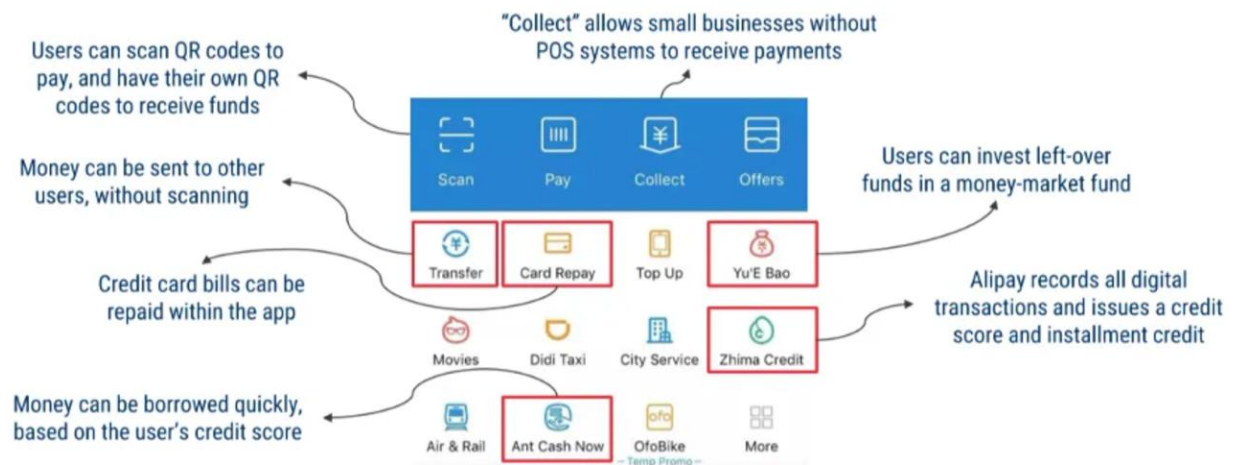 “Collect” allows small businesses without
POS systems to receive payments
Users can scan QR codes to
pay, and have their own QR
codes to receive funds
Scan
Pay
Collect
Offers
Money can be sent to other
users, without scanning
Users can invest left-over
funds in a money-market fund
Transfer
Card Repay
Top Up
Yu'E Bao
Credit card bills can be
repaid within the app
Alipay records all digital
transactions and issues a credit
score and installment credit
Movies
Didi Taxi
City Service
Zhima Credit
Money can be borrowed quickly,
based on the user’s credit score
ofo
Air & Rail
Ant Cash Now
OfoBike
More
Temp Promo